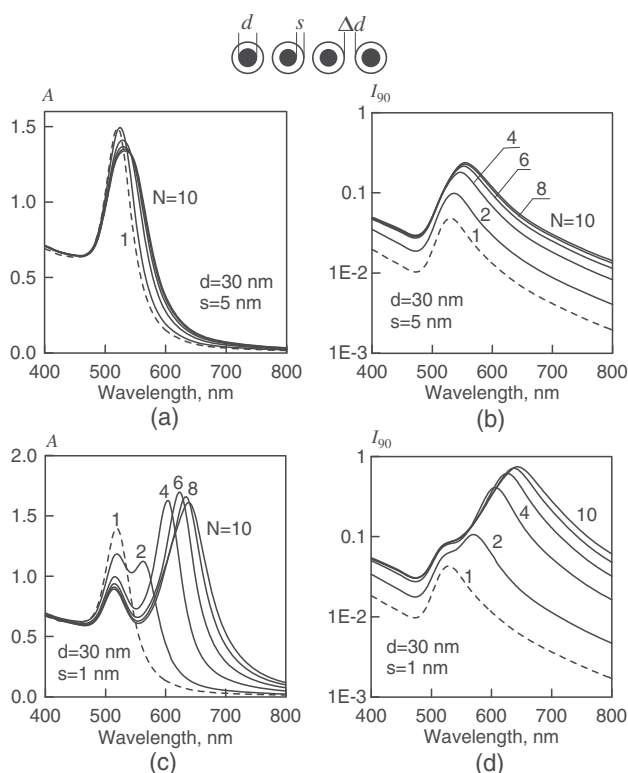 d s Δd
A
1.5
1.0
0.5
0.0
N=10
1
d=30 nm
s=5 nm
400 500 600 700 800
Wavelength, nm
(a)
I90
1
0.1
1E-2
1E-3
4
6
8
N=10
2
1
d=30 nm
s=5 nm
400 500 600 700 800
Wavelength, nm
(b)
A
2.0
1.5
1.0
0.5
0.0
1
2
4 6 8
N=10
d=30 nm
s=1 nm
400 500 600 700 800
Wavelength, nm
(c)
I90
1
0.1
1E-2
1E-3
10
4
2
1
d=30 nm
s=1 nm
400 500 600 700 800
Wavelength, nm
(d)